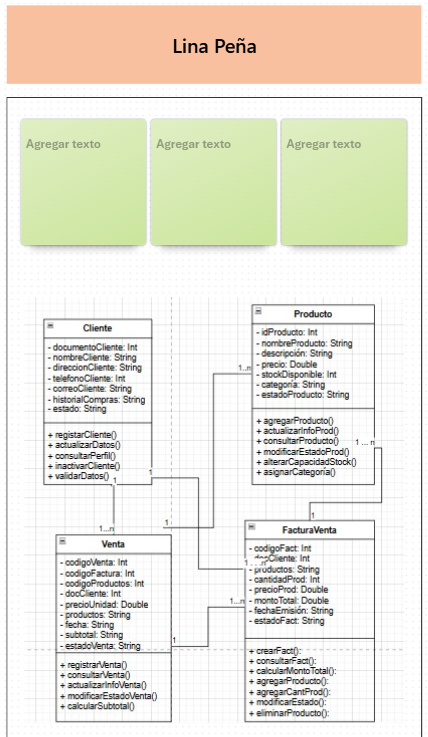 Lina Peña
Agregar texto
Agregar texto
Agregar texto
Cliente
- documentoCliente: Int
- nombreCliente: String
- direccionCliente: String
- telefonoCliente: Int
- correoCliente: String
- historialCompras: String
- estado: String
+ registarCliente()
+ actualizarDatos()
+ consultarPerfil()
+ inactivarCliente()
+ validarDatos()
Producto
- idProducto: Int
- nombreProducto: String
- descripción: String
- precio: Double
- stockDisponible: Int
- categoría: String
- estadoProducto: String
+ agregarProducto()
+ actualizarInfoProd()
+ consultarProducto()
+ modificarEstadoProd()
+ alterarCapacidadStock()
+ asignarCategoría()
1..n
1 ... n
1
1
1...n
1
1
Venta
- codigoVenta: Int
- codigoFactura: Int
- codigoProductos: Int
- docCliente: Int
- precioUnidad: Double
- productos: String
- fecha: String
- subtotal: String
- estadoVenta: String
+ registrarVenta()
+ consultarVenta()
+ actualizarInfoVenta()
+ modificarEstadoVenta()
+ calcularSubtotal()
1
1...n
FacturaVenta
- codigoFact: Int
docCliente: Int
- productos: String
- cantidadProd: Int
- precioProd: Double
- montoTotal: Double
- fechaEmisión: String
- estadoFact: String
+ crearFact():
+ consultarFact():
+ calcularMontoTotal():
+ agregarProducto():
+ agregarCantProd():
+ modificarEstado():
+ eliminarProducto():